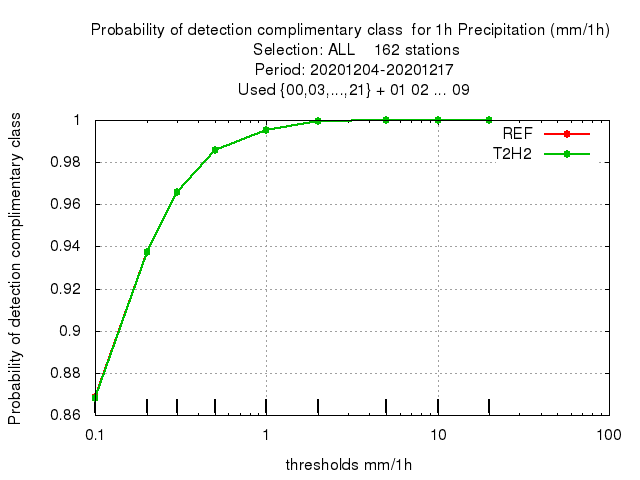 Probability of detection complimentary class  for 1h Precipitation (mm/1h)
Selection: ALL    162 stations
Period: 20201204-20201217
Used {00,03,...,21} + 01 02 ... 09
Probability of detection complimentary class
1
0.98
0.96
0.94
0.92
0.9
0.88
0.86
REF
T2H2
0.1
1
10
100
thresholds mm/1h